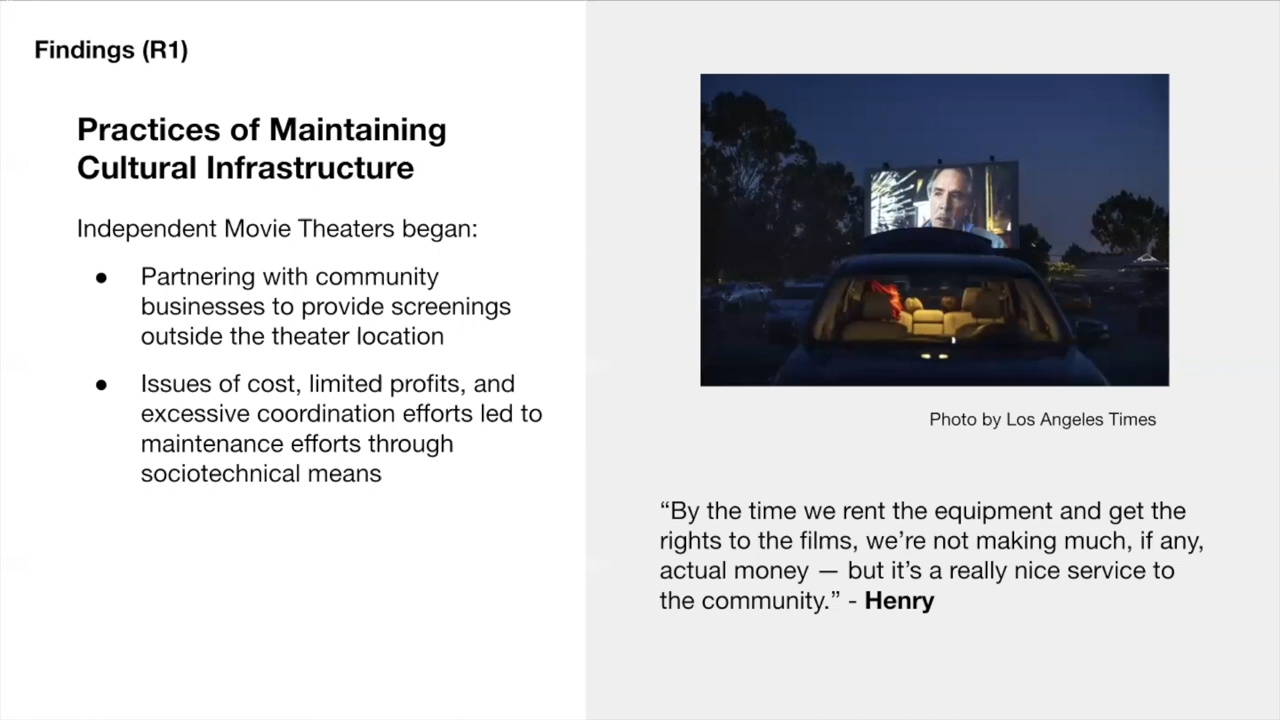 Findings (R1)
Practices of Maintaining
Cultural Infrastructure
Independent Movie Theaters began:
● Partnering with community
businesses to provide screenings
outside the theater location
● Issues of cost, limited profits, and
excessive coordination efforts led to
maintenance efforts through
sociotechnical means
Photo by Los Angeles Times
“By the time we rent the equipment and get the
rights to the films, we’re not making much, if any,
actual money — but it’s a really nice service to
the community.” - Henry